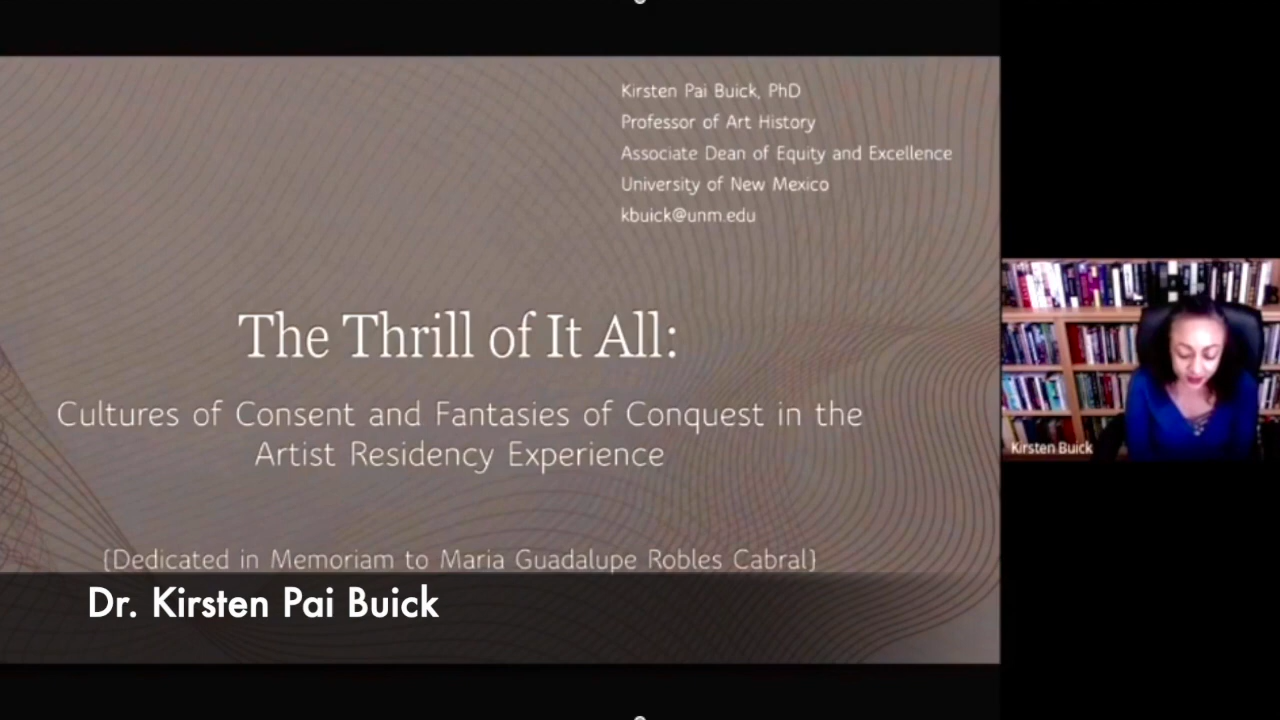 Kirsten Pai Buick, PhD
Professor of Art History
Associate Dean of Equity and Excellence
University of New Mexico
kbuick@unm.edu
The Thrill of It All:
Cultures of Consent and Fantasies of Conquest in the
Artist Residency Experience
{Dedicated in Memoriam to Maria Guadalupe Robles Cabral}
Dr. Kirsten Pai Buick
Kirsten Buick